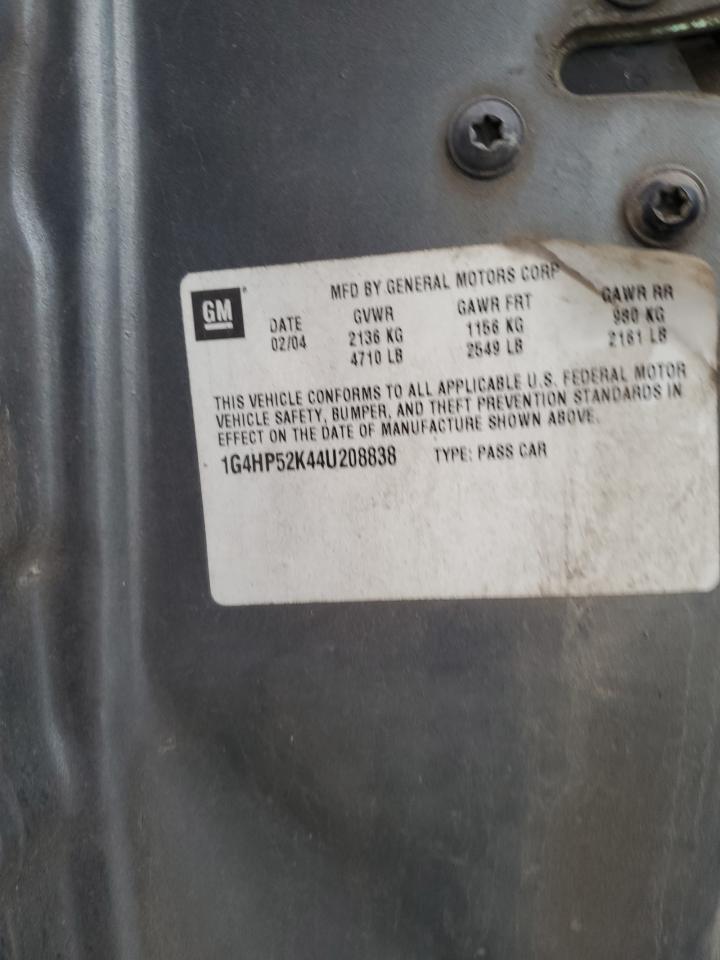 GM
MFD BY GENERAL MOTORS CORP
DATE GVWR GAWR FRT GAWR RR
02/04 2136 KG 1156 KG 980 KG
4710 LB 2549 LB 2161 LB
THIS VEHICLE CONFORMS TO ALL APPLICABLE U.S. FEDERAL MOTOR
VEHICLE SAFETY, BUMPER, AND THEFT PREVENTION STANDARDS IN
EFFECT ON THE DATE OF MANUFACTURE SHOWN ABOVE.
1G4HP52K44U208838 TYPE: PASS CAR